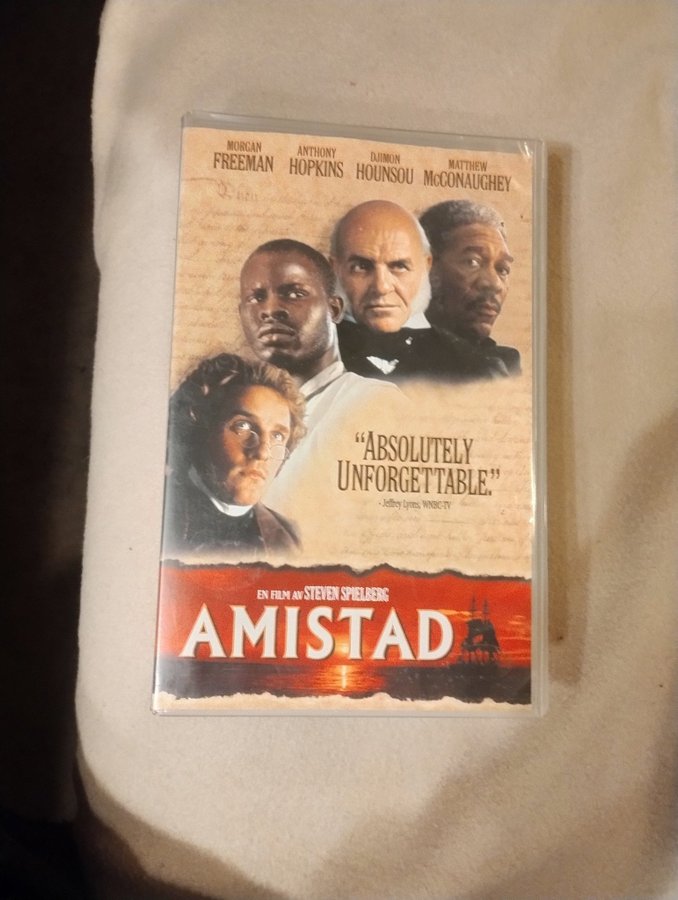 MORGAN FREEMAN
ANTHONY HOPKINS
DJIMON HOUNSOU
MATTHEW McCONAUGHEY
"ABSOLUTELY
UNFORGETTABLE."
- Jeffrey Lyons, WNBC-TV
EN FILM AV STEVEN SPIELBERG
AMISTAD